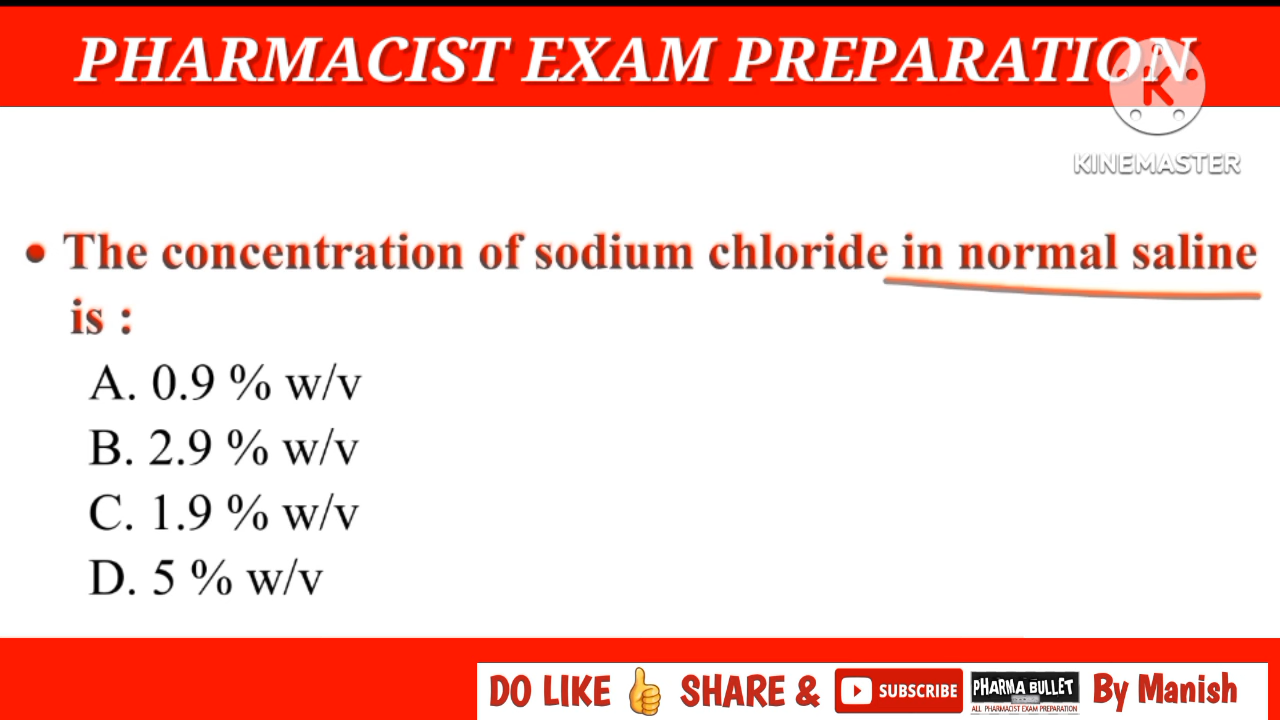 PHARMACIST EXAM PREPARATION
K
KINEMASTER
• The concentration of sodium chloride in normal saline
is :
A. 0.9 % w/v
B. 2.9 % w/v
C. 1.9 % w/v
D. 5 % w/v
DO LIKE 👍 SHARE & SUBSCRIBE PHARMA BULLET By Manish
ALL PHARMACIST EXAM PREPARATION